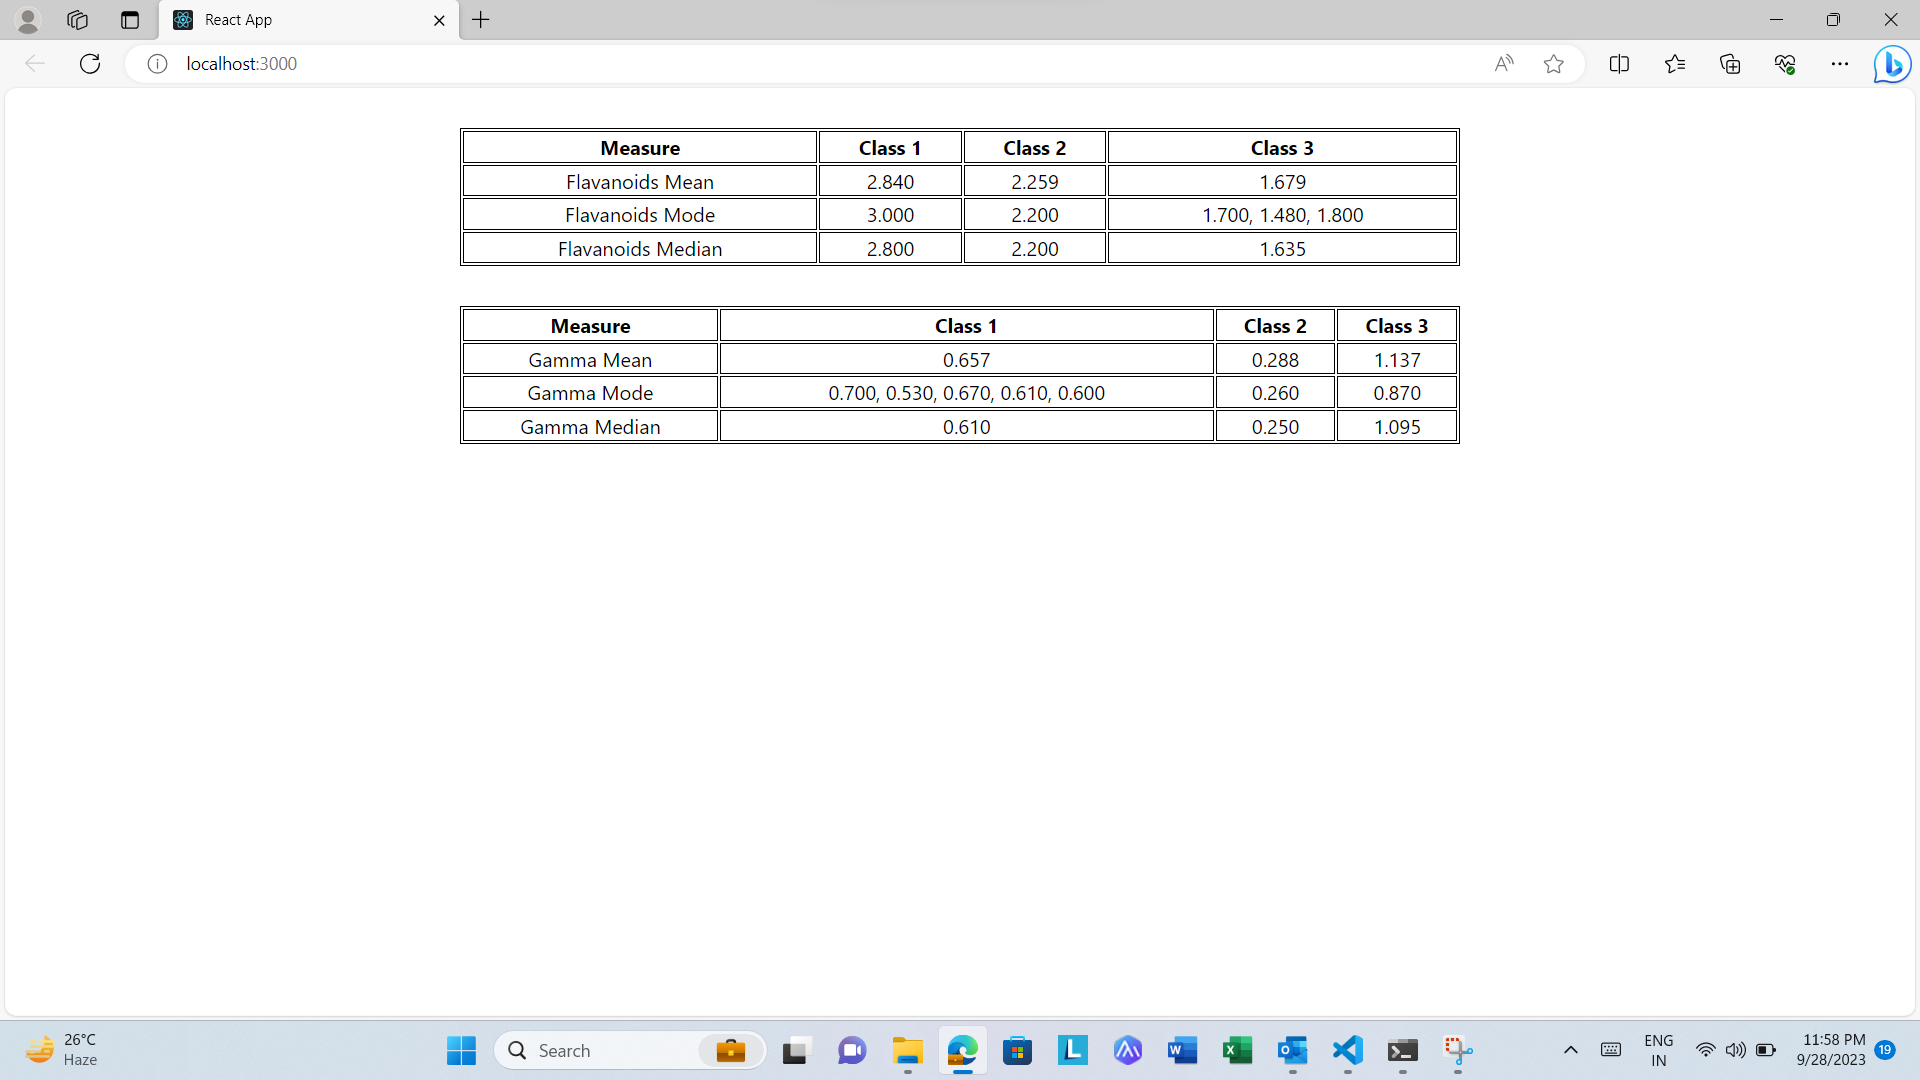 React App
localhost:3000
Measure Class 1 Class 2 Class 3
Flavanoids Mean 2.840 2.259 1.679
Flavanoids Mode 3.000 2.200 1.700, 1.480, 1.800
Flavanoids Median 2.800 2.200 1.635
Measure Class 1 Class 2 Class 3
Gamma Mean 0.657 0.288 1.137
Gamma Mode 0.700, 0.530, 0.670, 0.610, 0.600 0.260 0.870
Gamma Median 0.610 0.250 1.095
26°C
Haze
Search
ENG
IN
11:58 PM
9/28/2023
19